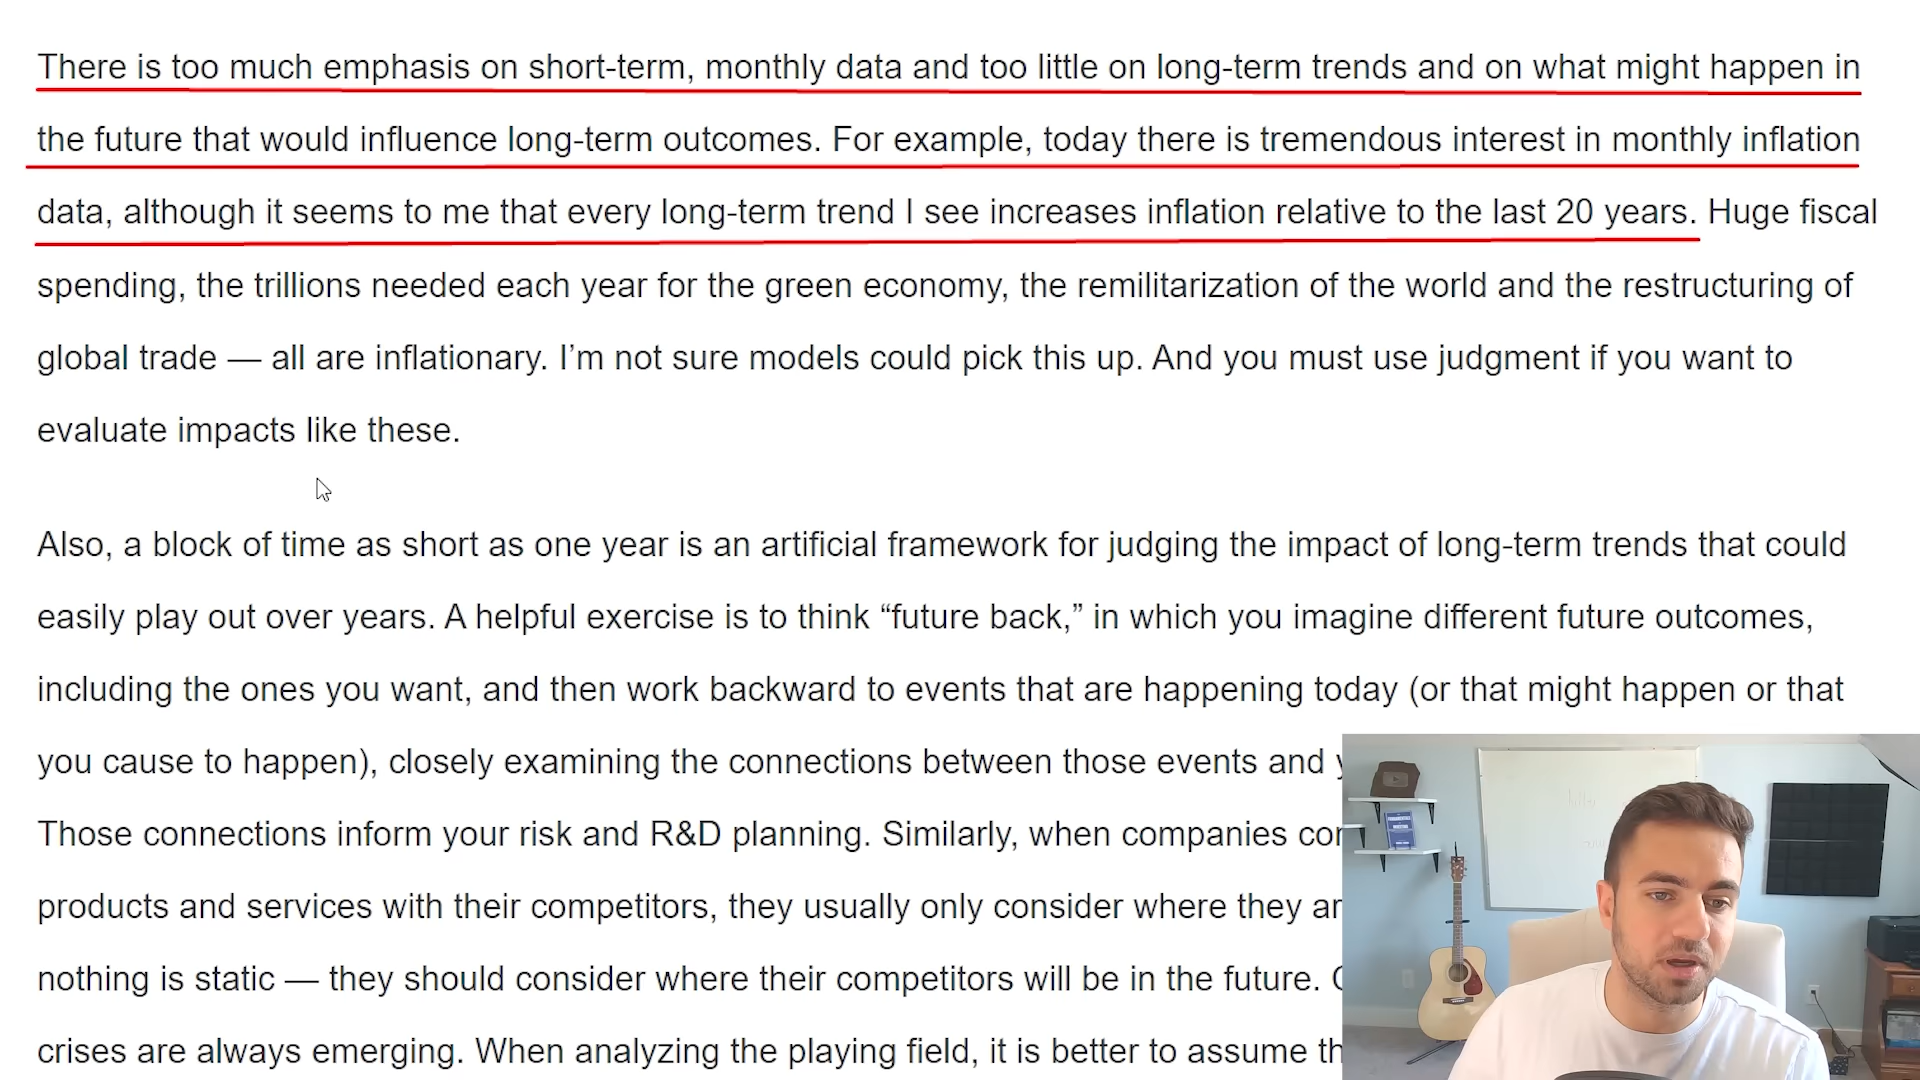 There is too much emphasis on short-term, monthly data and too little on long-term trends and on what might happen in
the future that would influence long-term outcomes. For example, today there is tremendous interest in monthly inflation
data, although it seems to me that every long-term trend I see increases inflation relative to the last 20 years. Huge fiscal
spending, the trillions needed each year for the green economy, the remilitarization of the world and the restructuring of
global trade — all are inflationary. I’m not sure models could pick this up. And you must use judgment if you want to
evaluate impacts like these.
Also, a block of time as short as one year is an artificial framework for judging the impact of long-term trends that could
easily play out over years. A helpful exercise is to think “future back,” in which you imagine different future outcomes,
including the ones you want, and then work backward to events that are happening today (or that might happen or that
you cause to happen), closely examining the connections between those events and
Those connections inform your risk and R&D planning. Similarly, when companies
products and services with their competitors, they usually only consider where they
nothing is static — they should consider where their competitors will be in the future.
crises are always emerging. When analyzing the playing field, it is better to assume